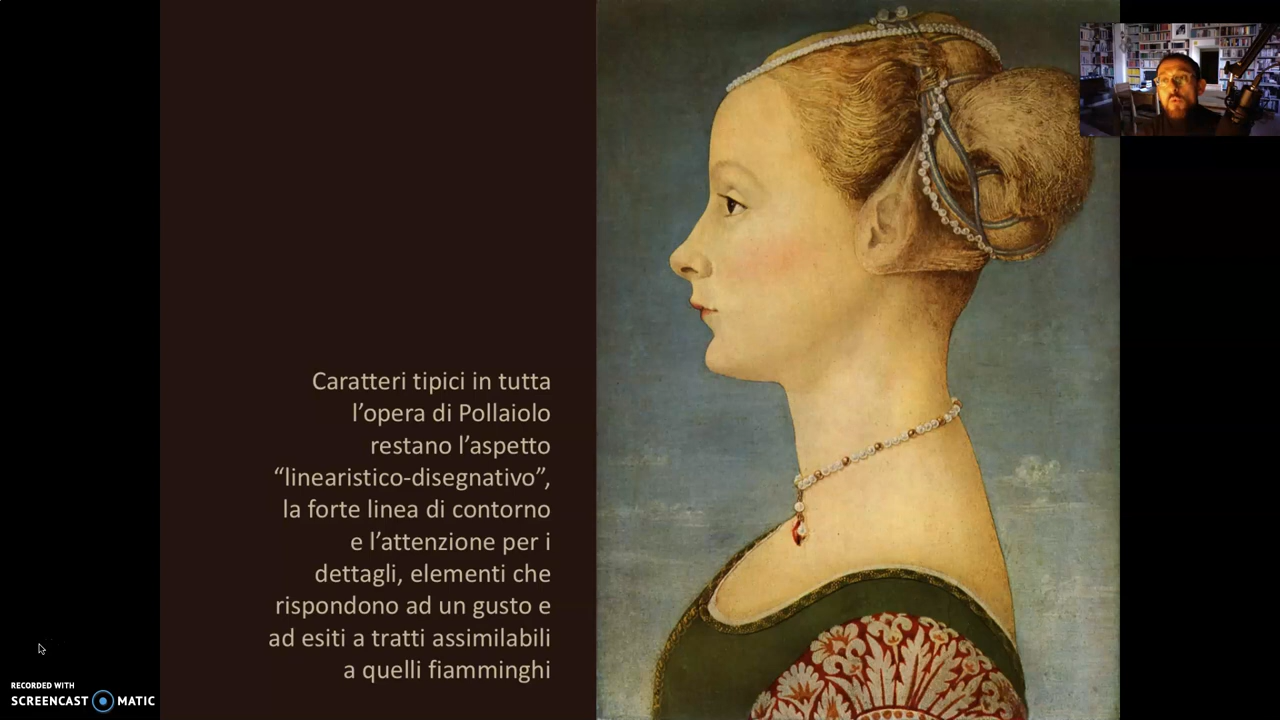 Caratteri tipici in tutta
l’opera di Pollaiolo
restano l’aspetto
“linearistico-disegnativo”,
la forte linea di contorno
e l’attenzione per i
dettagli, elementi che
rispondono ad un gusto e
ad esiti a tratti assimilabili
a quelli fiamminghi
RECORDED WITH
SCREENCAST MATIC